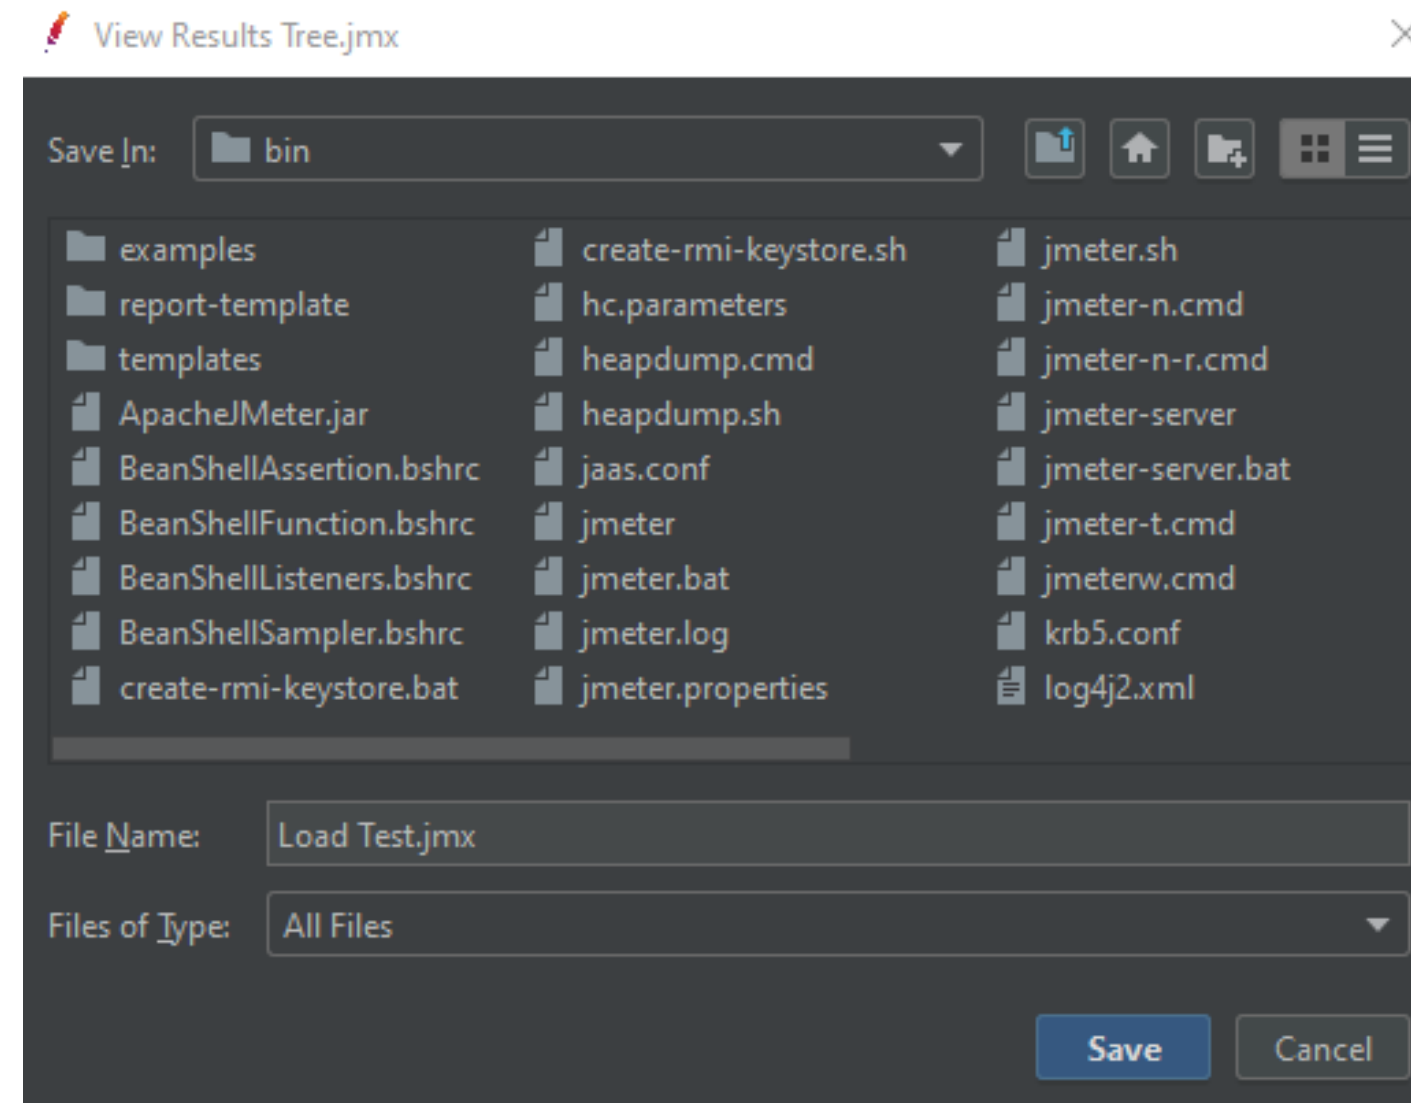 View Results Tree.jmx
Save In: bin
examples
report-template
templates
ApacheJMeter.jar
BeanShellAssertion.bshrc
BeanShellFunction.bshrc
BeanShellListeners.bshrc
BeanShellSampler.bshrc
create-rmi-keystore.bat
create-rmi-keystore.sh
hc.parameters
heapdump.cmd
heapdump.sh
jaas.conf
jmeter
jmeter.bat
jmeter.log
jmeter.properties
jmeter.sh
jmeter-n.cmd
jmeter-n-r.cmd
jmeter-server
jmeter-server.bat
jmeter-t.cmd
jmeterw.cmd
krb5.conf
log4j2.xml
File Name: Load Test.jmx
Files of Type: All Files
Save Cancel